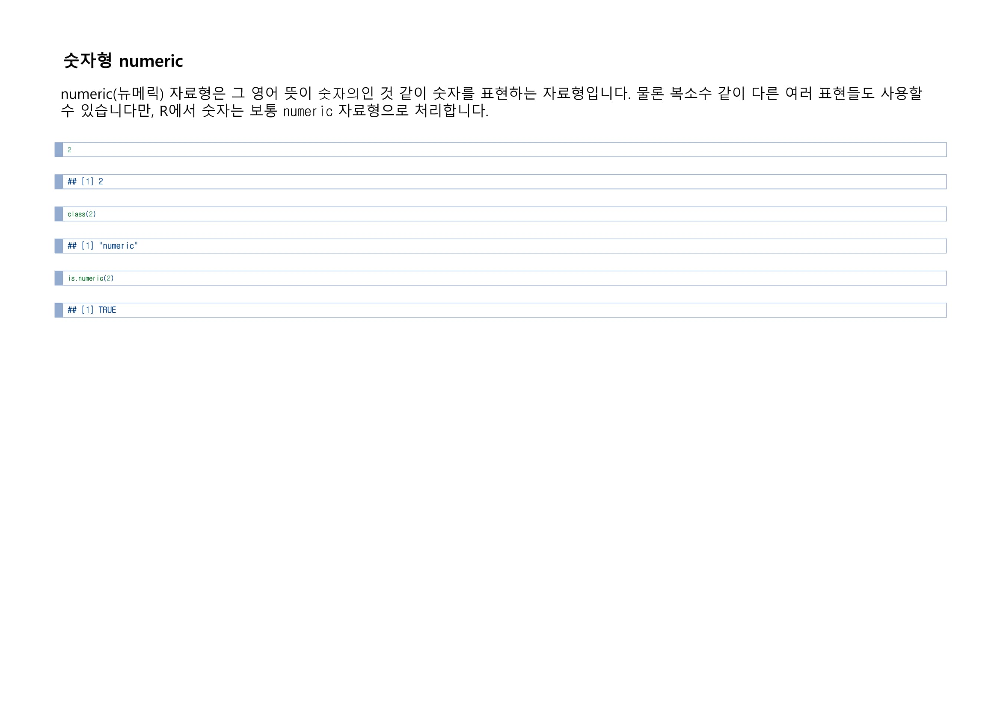 숫자형 numeric
numeric(뉴메릭) 자료형은 그 영어 뜻이 숫자의인 것 같이 숫자를 표현하는 자료형입니다. 물론 복소수 같이 다른 여러 표현들도 사용할
수 있습니다만, R에서 숫자는 보통 numeric 자료형으로 처리합니다.
2
## [1] 2
class(2)
## [1] "numeric"
is.numeric(2)
## [1] TRUE